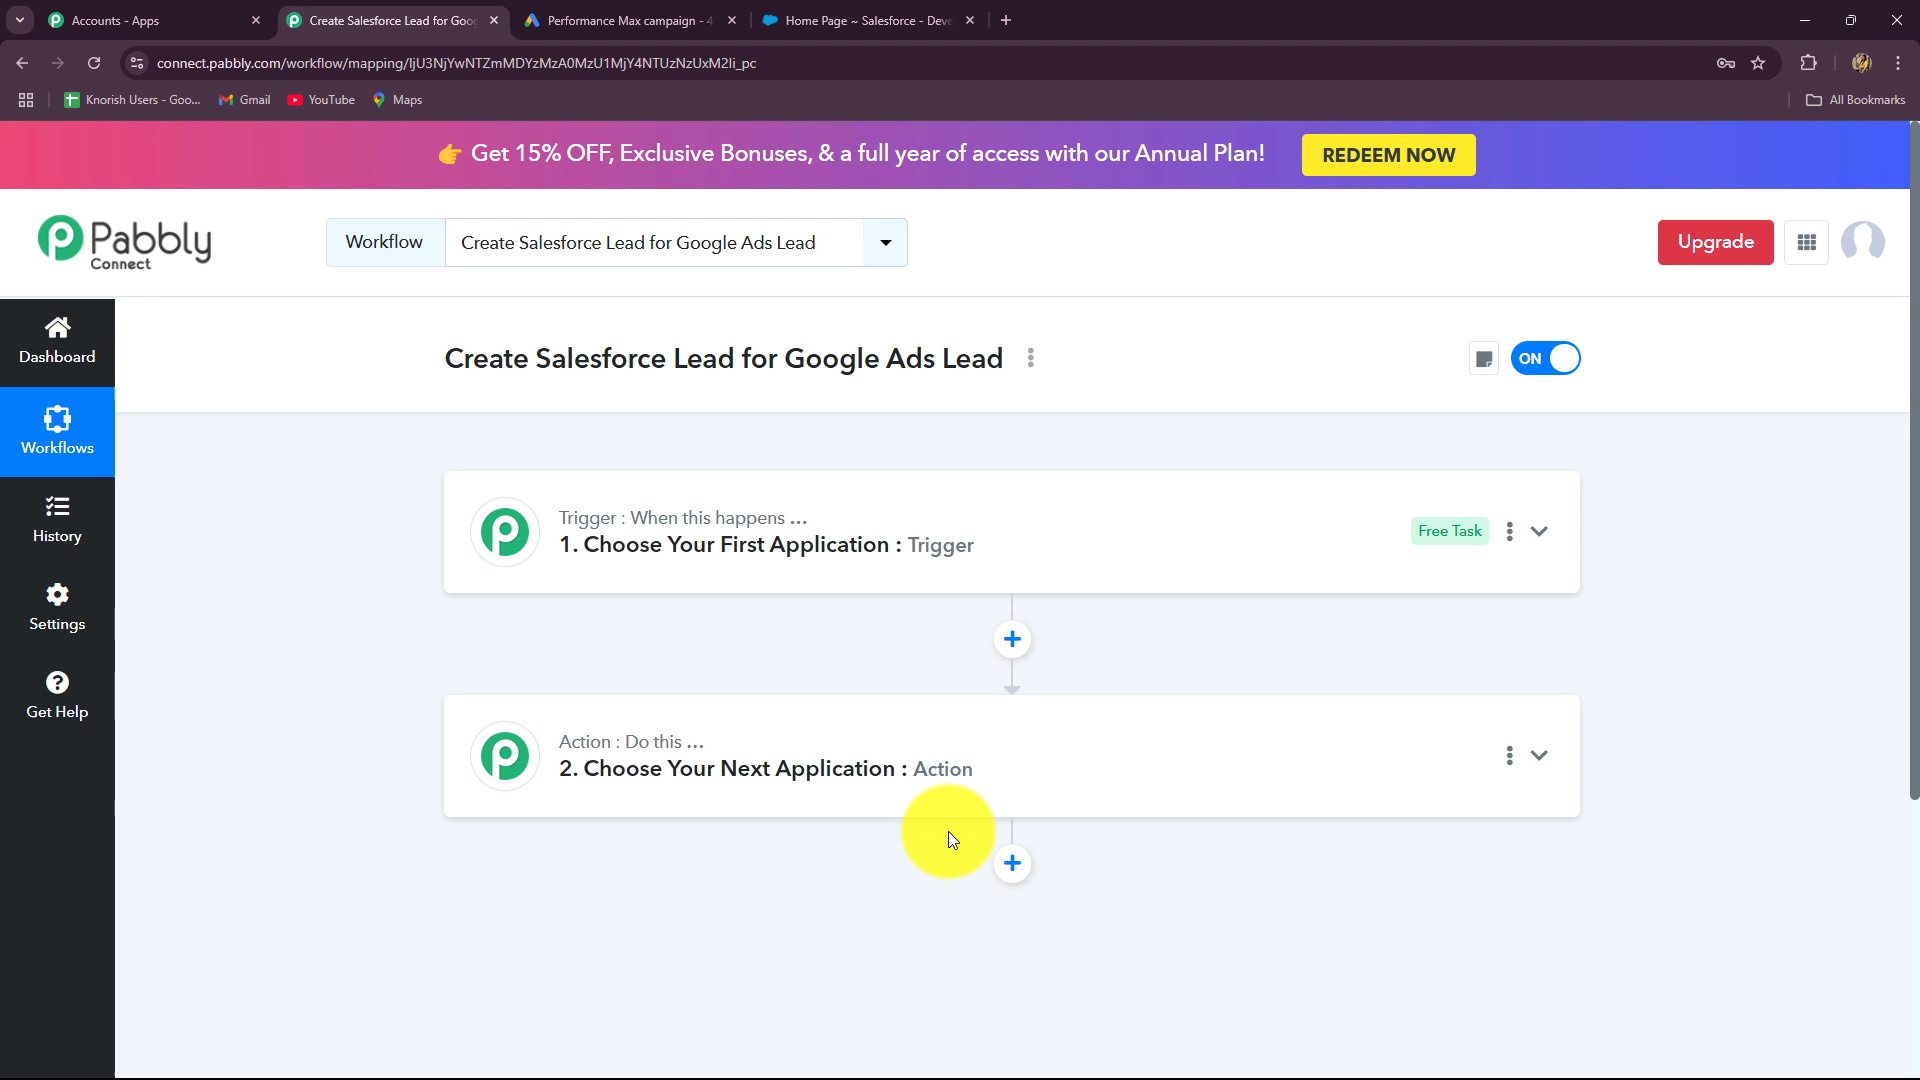 Accounts - Apps
Create Salesforce Lead for Goo
Performance Max campaign - 4
Home Page ~ Salesforce - Deve
connect.pabbly.com/workflow/mapping/IjU3NjYwNTZmMDYzMzA0MzU1MjY4NTUzNzUxM2Ii_pc
Knorish Users - Goo...
Gmail
YouTube
Maps
All Bookmarks
👉 Get 15% OFF, Exclusive Bonuses, & a full year of access with our Annual Plan!
REDEEM NOW
Pabbly
Connect
Workflow
Create Salesforce Lead for Google Ads Lead
Upgrade
Dashboard
Workflows
History
Settings
Get Help
Create Salesforce Lead for Google Ads Lead
ON
Trigger : When this happens ...
1. Choose Your First Application : Trigger
Free Task
Action : Do this ...
2. Choose Your Next Application : Action